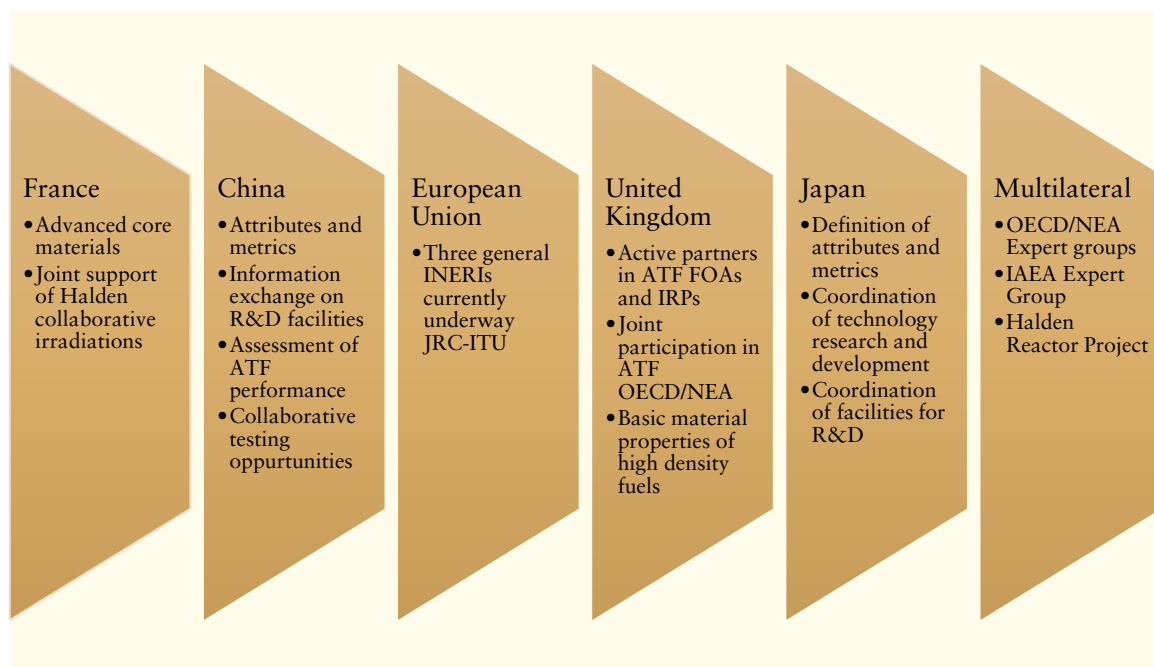 France
•Advanced core
materials
•Joint support
of Halden
collaborative
irradiations
China
•Attributes and
metrics
•Information
exchange on
R&D facilities
•Assessment of
ATF
performance
•Collaborative
testing
oppurtunities
European
Union
•Three general
INERIs
currently
underway
JRC-ITU
United
Kingdom
•Active partners
in ATF FOAs
and IRPs
•Joint
participation in
ATF
OECD/NEA
•Basic material
properties of
high density
fuels
Japan
•Definition of
attributes and
metrics
•Coordination
of technology
research and
development
•Coordination
of facilities for
R&D
Multilateral
•OECD/NEA
Expert groups
•IAEA Expert
Group
•Halden
Reactor Project